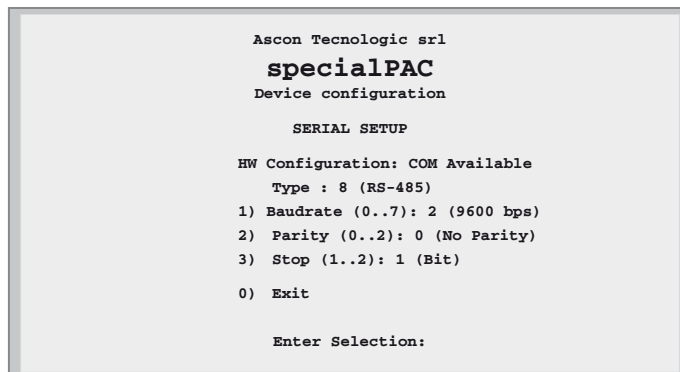 Ascon Tecnologic srl
specialPAC
Device configuration
SERIAL SETUP
HW Configuration: COM Available
Type : 8 (RS-485)
1) Baudrate (0..7): 2 (9600 bps)
2) Parity (0..2): 0 (No Parity)
3) Stop (1..2): 1 (Bit)
0) Exit
Enter Selection: